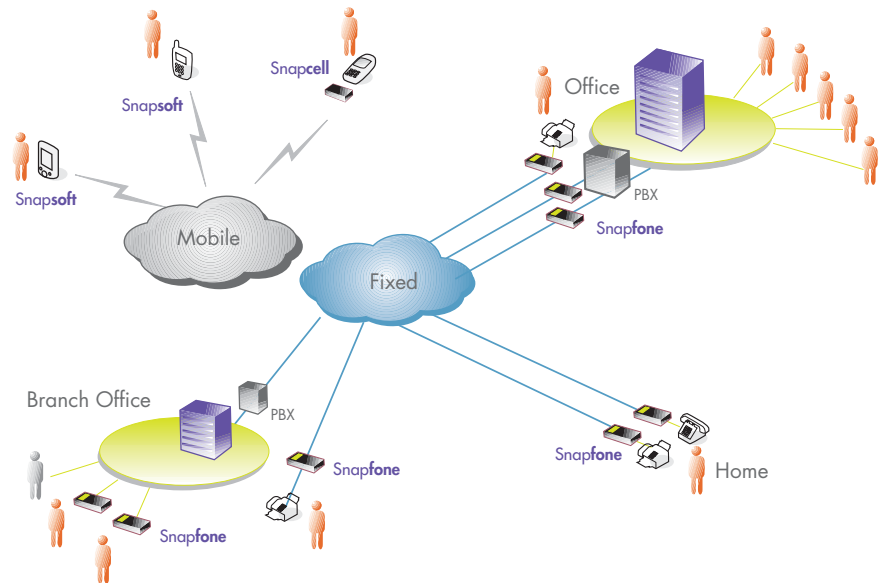 Snapcell
Office
Snapsoft
Snapsoft
PBX
Snapfone
Mobile
Fixed
Branch Office
PBX
Snapfone
Snapfone
Home
Snapfone